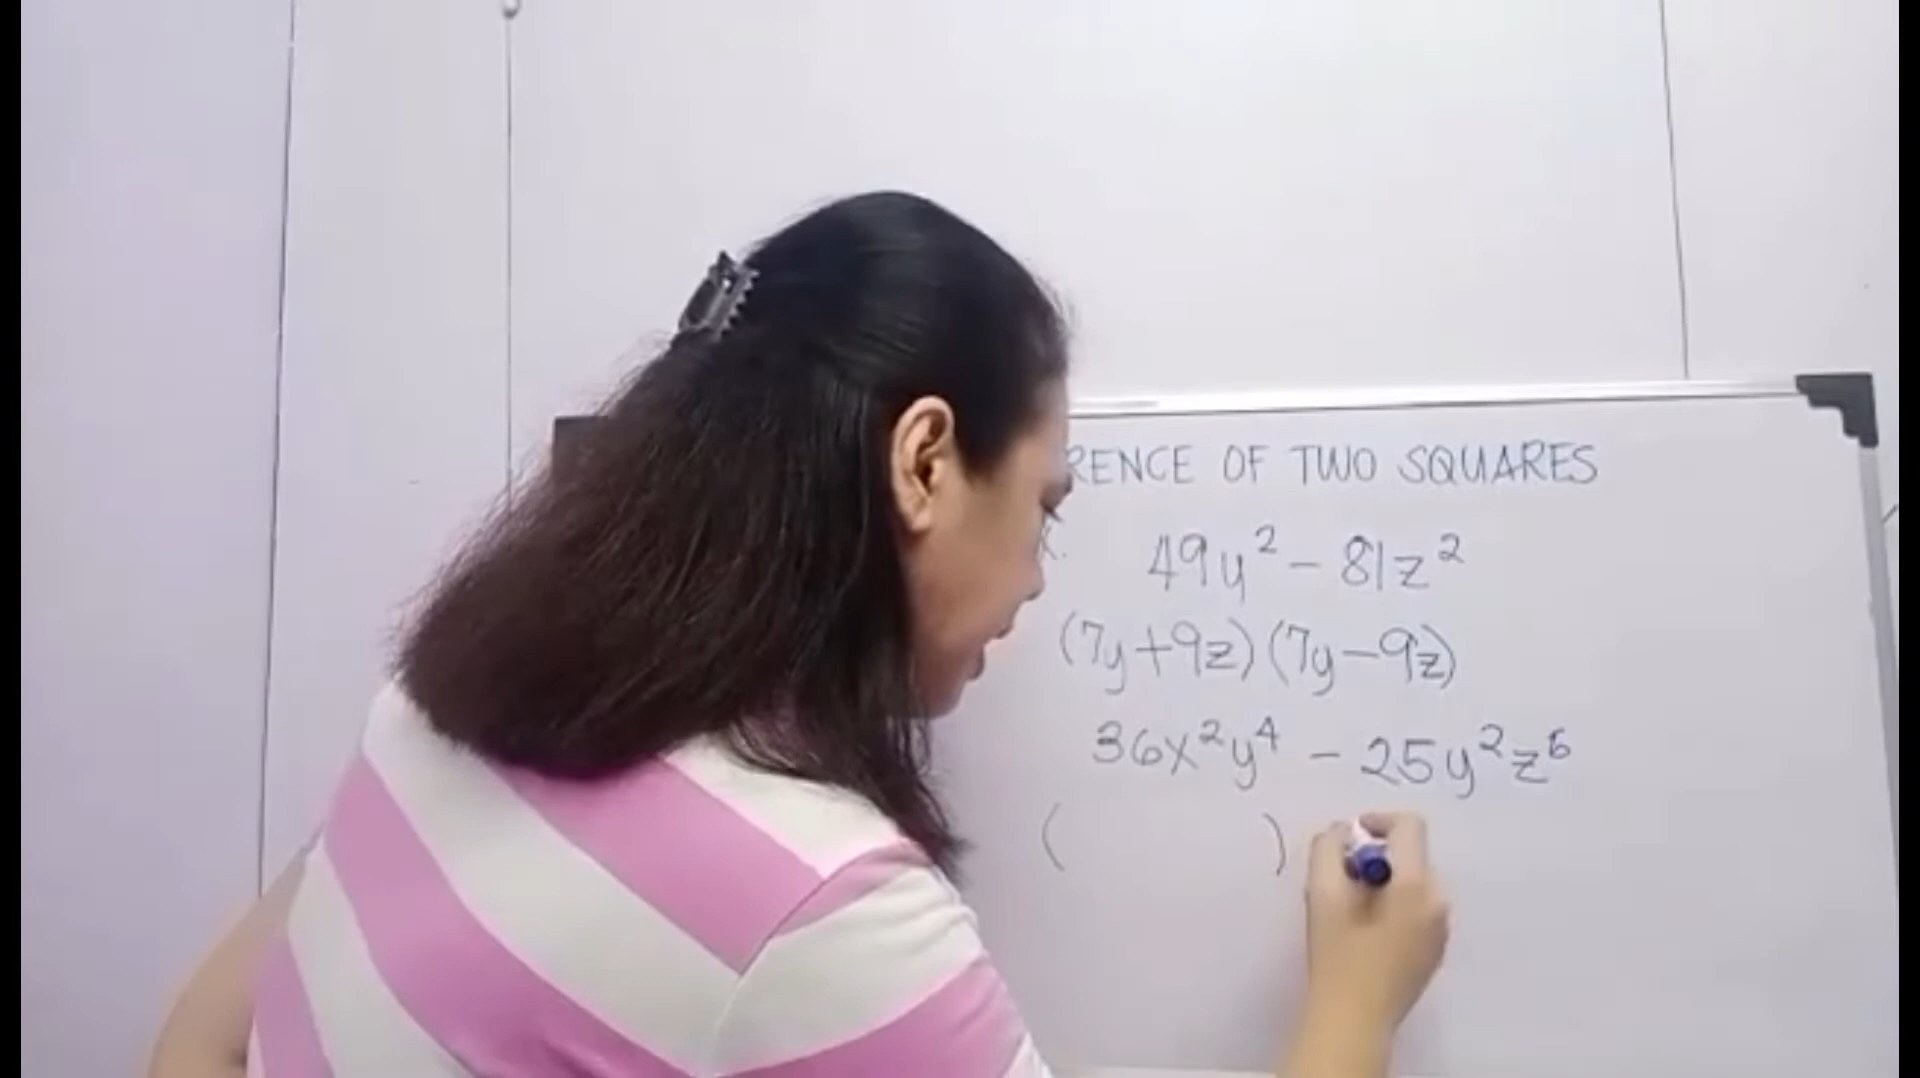 RENCE OF TWO SQUARES
49y² - 81z²
(7y+9z)(7y-9z)
36x²y⁴ - 25y²z⁶
( )